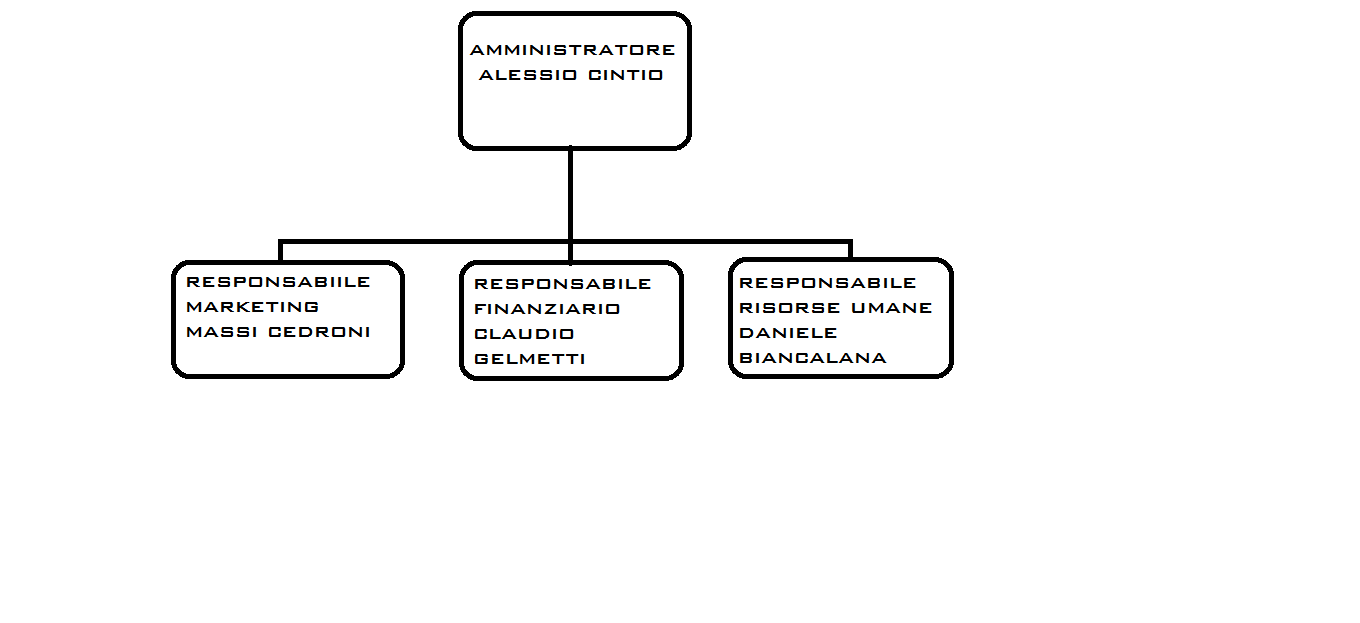 AMMINISTRATORE
ALESSIO CINTIO
RESPONSABIILE
MARKETING
MASSI CEDRONI
RESPONSABILE
FINANZIARIO
CLAUDIO
GELMETTI
RESPONSABILE
RISORSE UMANE
DANIELE
BIANCALANA